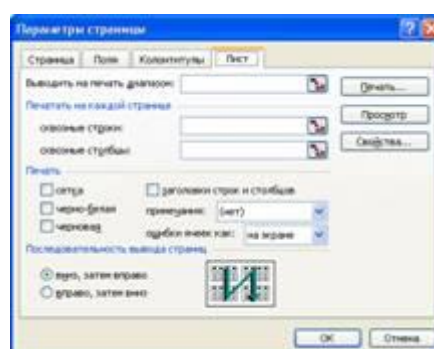 Параметры страницы
Страница Поля Колонтитулы Лист
Выводить на печать диапазон:
Печать...
Печатать на каждой странице
Просмотр
сквозные строки:
Свойства...
сквозные столбцы:
Печать
сетка заголовки строк и столбцов
черно-белая примечания: (нет)
черновая ошибки ячеек как: на экране
Последовательность вывода страниц
вниз, затем вправо
вправо, затем вниз
ОК Отмена